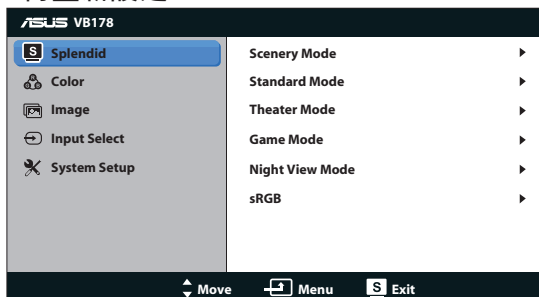 ASUS VB178
S Splendid
Color
Image
Input Select
System Setup
Scenery Mode
Standard Mode
Theater Mode
Game Mode
Night View Mode
sRGB
Move Menu S Exit